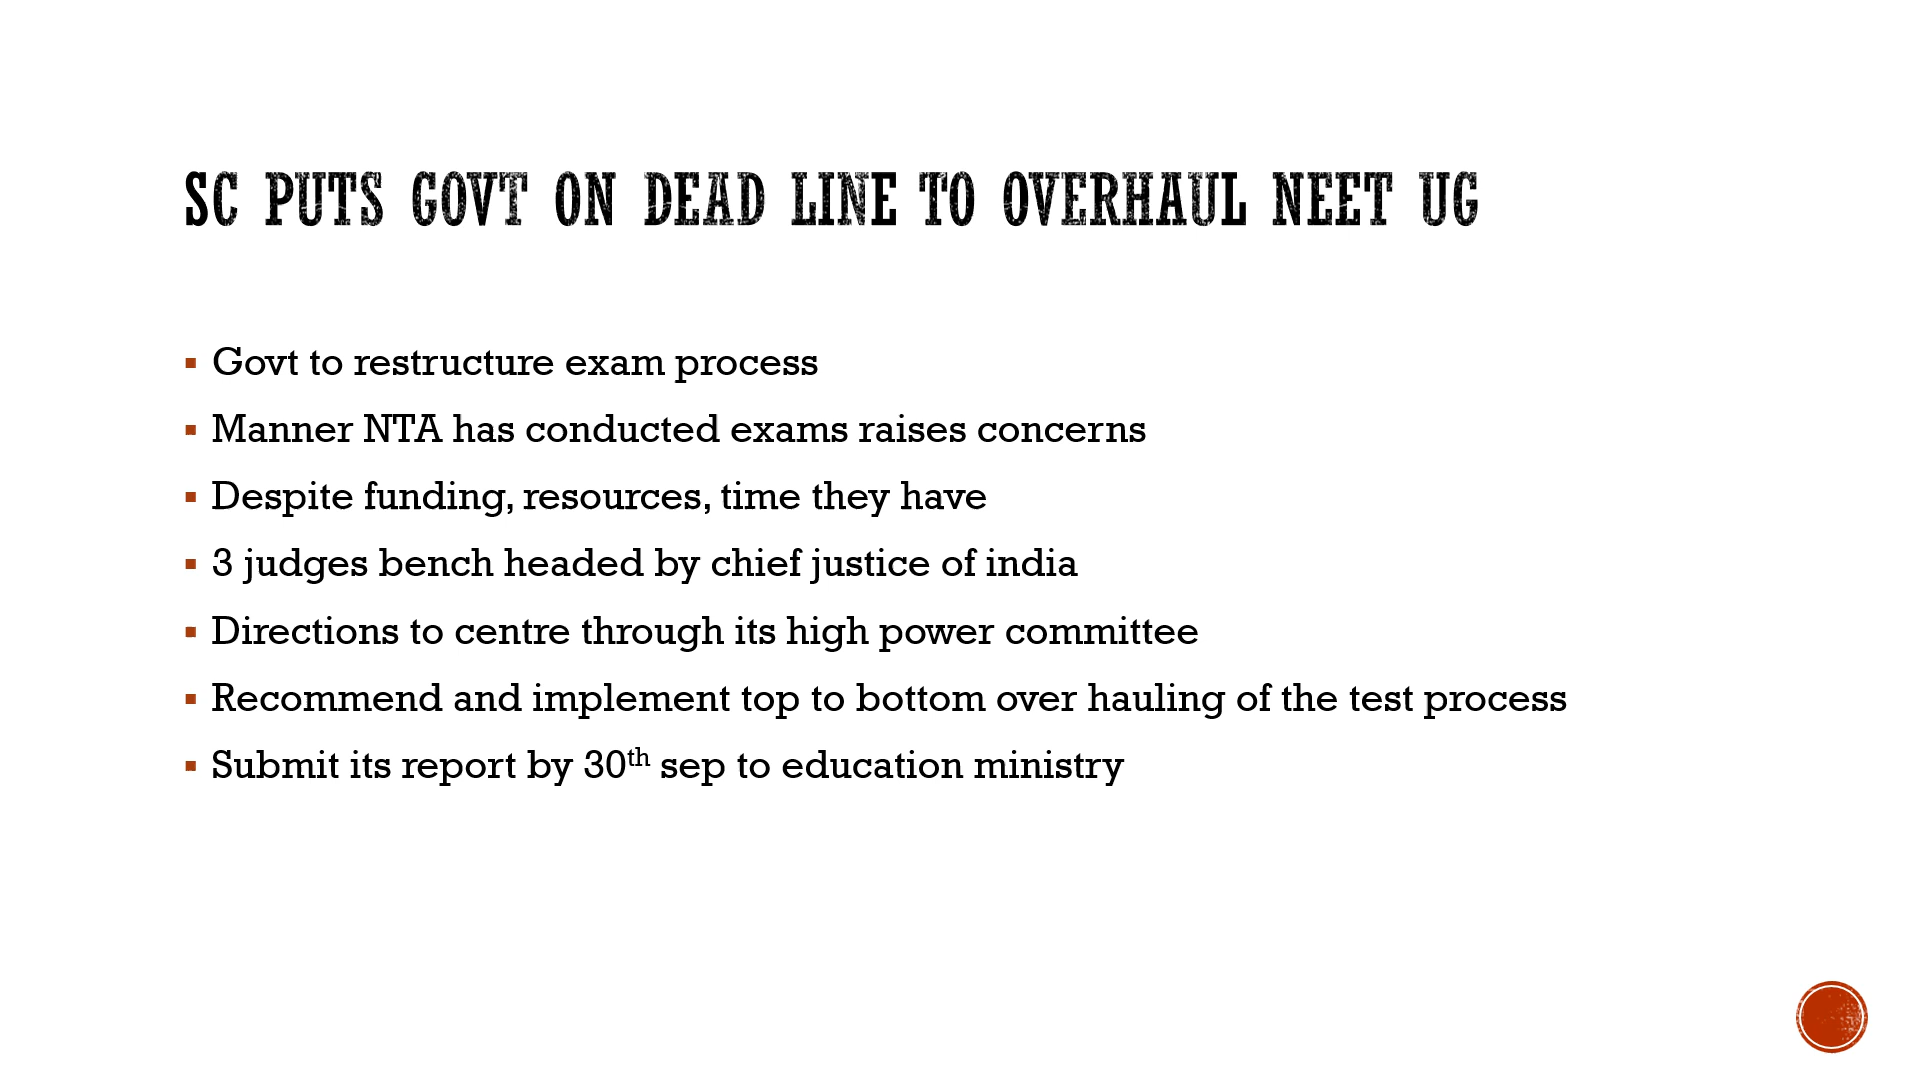 SC PUTS GOVT ON DEAD LINE TO OVERHAUL NEET UG
▪ Govt to restructure exam process
▪ Manner NTA has conducted exams raises concerns
▪ Despite funding, resources, time they have
▪ 3 judges bench headed by chief justice of india
▪ Directions to centre through its high power committee
▪ Recommend and implement top to bottom over hauling of the test process
▪ Submit its report by 30th sep to education ministry